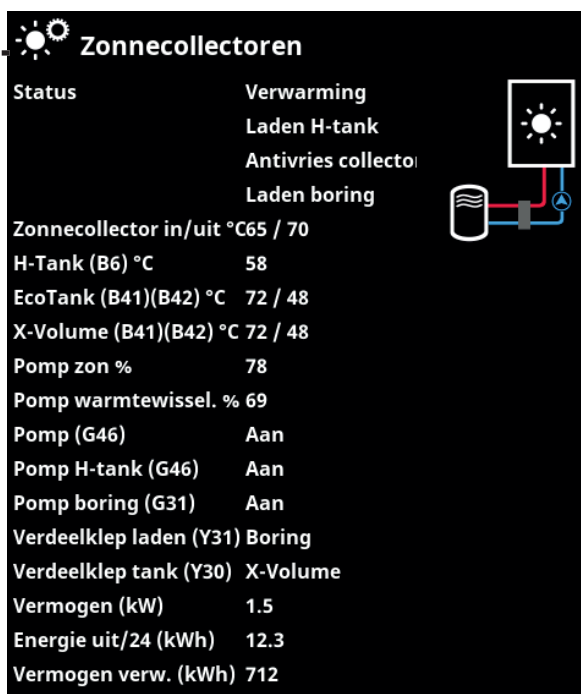 Zonnecollectoren
Status Verwarming
Laden H-tank
Antivries collecto
Laden boring
Zonnecollector in/uit °C 65 / 70
H-Tank (B6) °C 58
EcoTank (B41)(B42) °C 72 / 48
X-Volume (B41)(B42) °C 72 / 48
Pomp zon % 78
Pomp warmtewissel. % 69
Pomp (G46) Aan
Pomp H-tank (G46) Aan
Pomp boring (G31) Aan
Verdeelklep laden (Y31) Boring
Verdeelklep tank (Y30) X-Volume
Vermogen (kW) 1.5
Energie uit/24 (kWh) 12.3
Vermogen verw. (kWh) 712